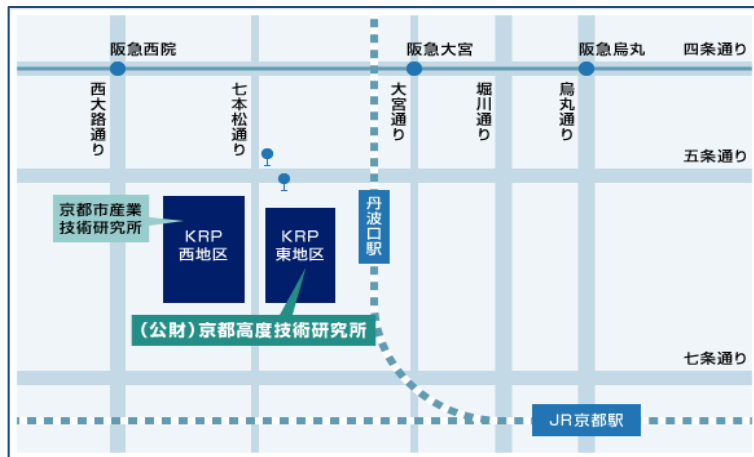 阪急西院
阪急大宮
阪急烏丸
四条通り
西大路通り
七本松通り
大宮通り
堀川通り
烏丸通り
五条通り
京都市産業
技術研究所
KRP
西地区
KRP
東地区
丹波口駅
(公財)京都高度技術研究所
七条通り
JR京都駅